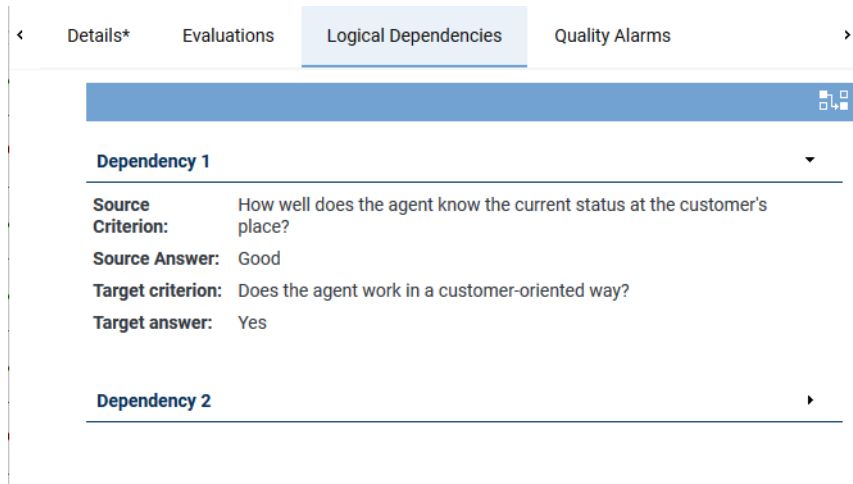 Details* Evaluations Logical Dependencies Quality Alarms
Dependency 1
Source Criterion: How well does the agent know the current status at the customer's place?
Source Answer: Good
Target criterion: Does the agent work in a customer-oriented way?
Target answer: Yes
Dependency 2